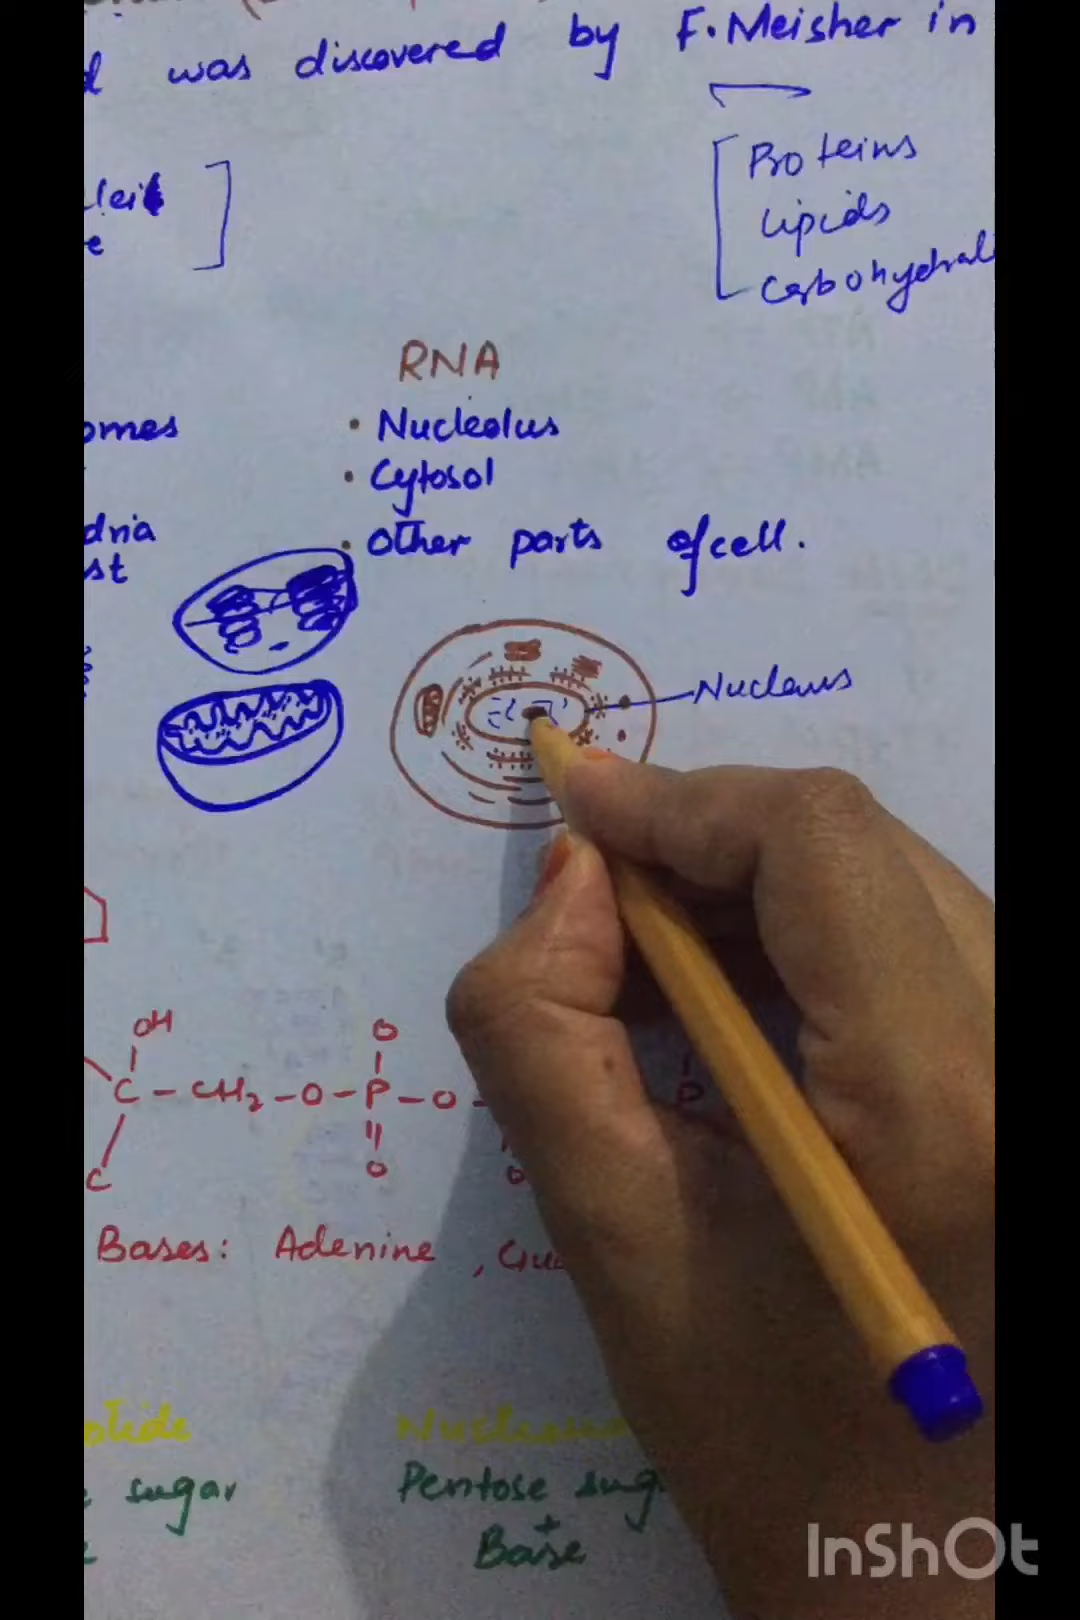 was discovered by F. Meisher in
Proteins
Lipids
RNA
omes
• Nucleolus
• Cytosol
dria
• Other parts of cell.
st
Nucleus
OH
C - CH2 - O - P - O -
O
O
P
O
C
Bases: Adenine,
otide
sugar
Pentose
+
Base
InShOt